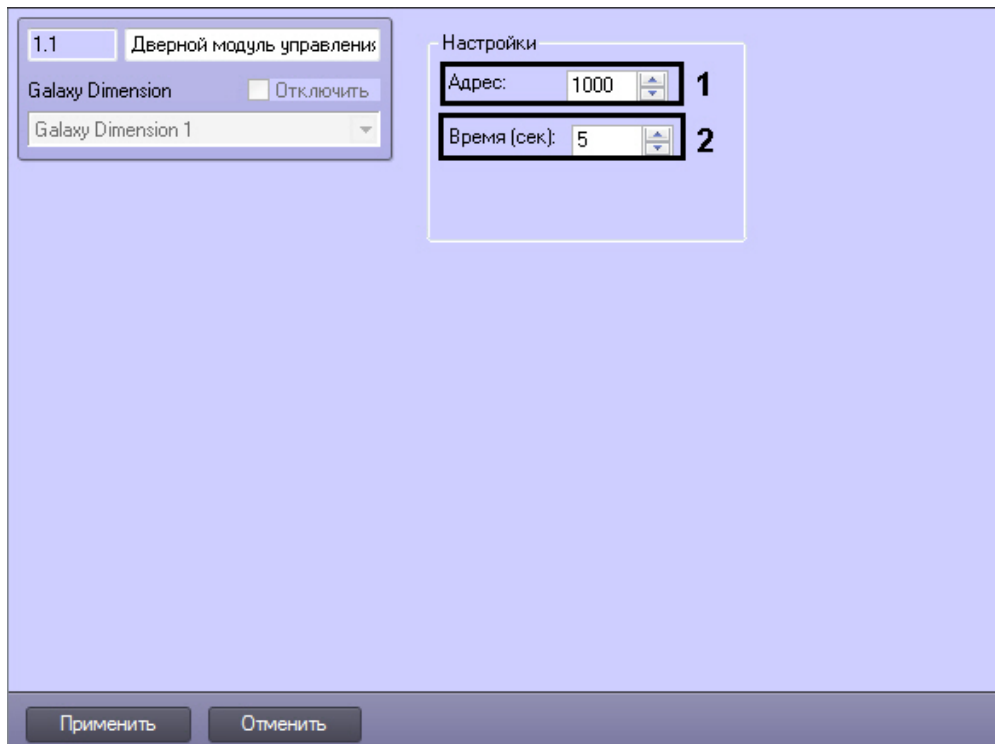 1.1 Дверной модуль управления
Galaxy Dimension Отключить
Galaxy Dimension 1
Настройки
Адрес: 1000 1
Время (сек): 5 2
Применить Отменить